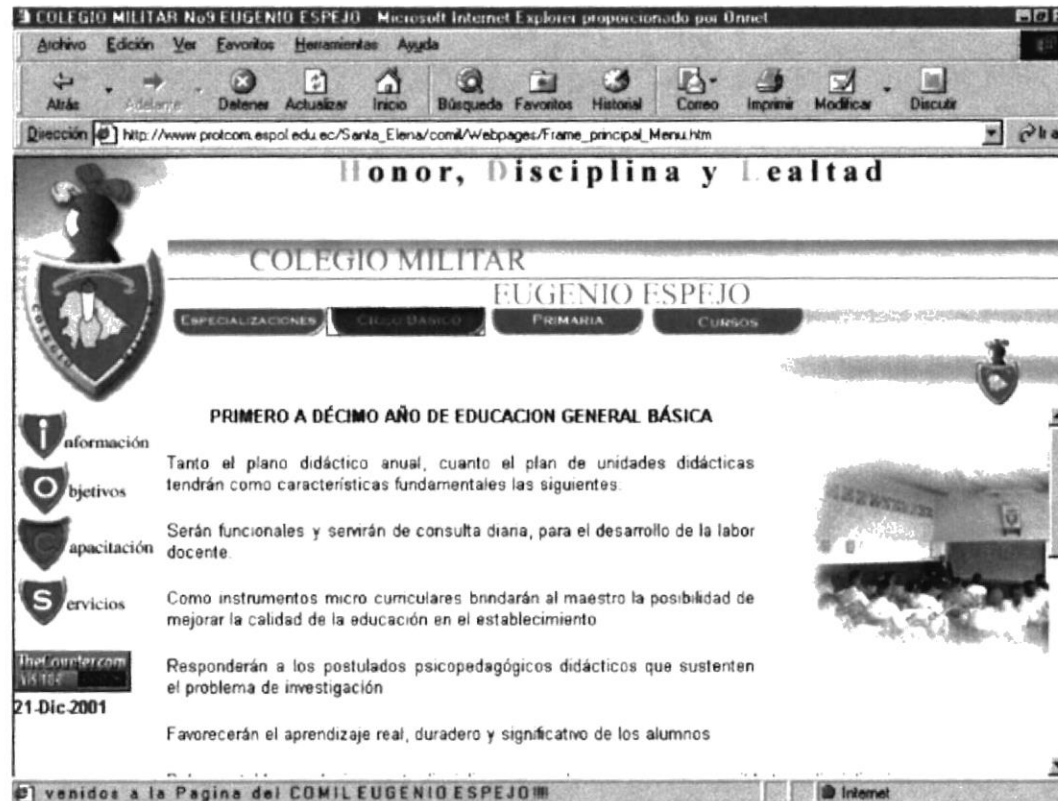 COLEGIO MILITAR No9 EUGENIO ESPEJO - Microsoft Internet Explorer proporcionado por Onnet
Archivo Edición Ver Favoritos Herramientas Ayuda
Atrás Adelante Detener Actualizar Inicio Búsqueda Favoritos Historial Correo Imprimir Modificar Discutir
Dirección http://www.protcom.espol.edu.ec/Santa_Elena/comil/Webpages/Frame_principal_Menu.htm Ir a
Honor, Disciplina y Lealtad
COLEGIO MILITAR
EUGENIO ESPEJO
ESPECIALIZACIONES CICLO BÁSICO PRIMARIA CURSOS
COLEGIO
PRIMERO A DÉCIMO AÑO DE EDUCACION GENERAL BÁSICA
Información
Tanto el plano didáctico anual, cuanto el plan de unidades didácticas
tendrán como características fundamentales las siguientes:
Objetivos
Serán funcionales y servirán de consulta diaria, para el desarrollo de la labor
docente.
Capacitación
Como instrumentos micro curriculares brindarán al maestro la posibilidad de
mejorar la calidad de la educación en el establecimiento
Servicios
Responderán a los postulados psicopedagógicos didácticos que sustenten
el problema de investigación
TheCounter.com
21-Dic-2001
Favorecerán el aprendizaje real, duradero y significativo de los alumnos
venidos a la Pagina del COMIL EUGENIO ESPEJO!!!!
Internet